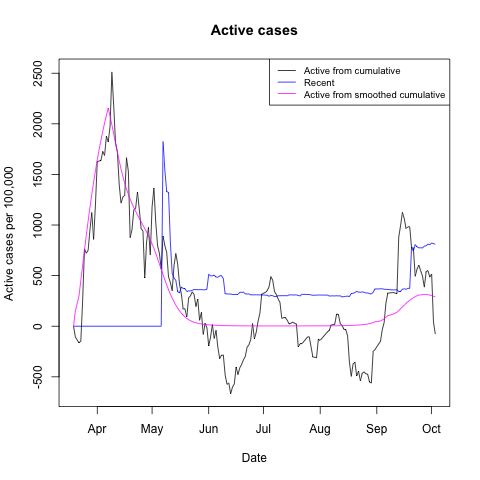 Active cases
Active from cumulative
Recent
Active from smoothed cumulative
Active cases per 100,000
2500
2000
1500
1000
500
0
-500
Apr May Jun Jul Aug Sep Oct
Date